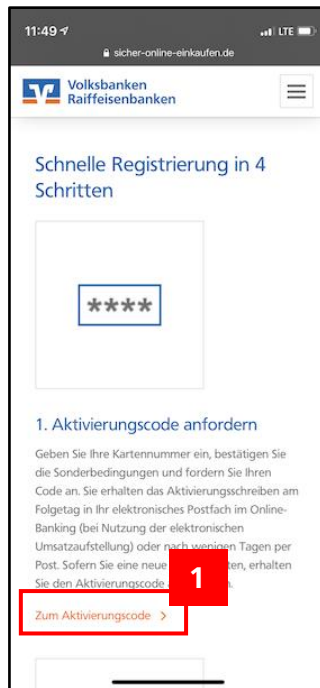 11:49
LTE
sicher-online-einkaufen.de
Volksbanken
Raiffeisenbanken
Schnelle Registrierung in 4
Schritten
****
1. Aktivierungscode anfordern
Geben Sie Ihre Kartennummer ein, bestätigen Sie
die Sonderbedingungen und fordern Sie Ihren
Code an. Sie erhalten das Aktivierungsschreiben am
Folgetag in Ihr elektronisches Postfach im Online-
Banking (bei Nutzung der elektronischen
Umsatzaufstellung) oder nach wenigen Tagen per
Post. Sofern Sie eine neue ten, erhalten
Sie den Aktivierungscode
1
Zum Aktivierungscode >